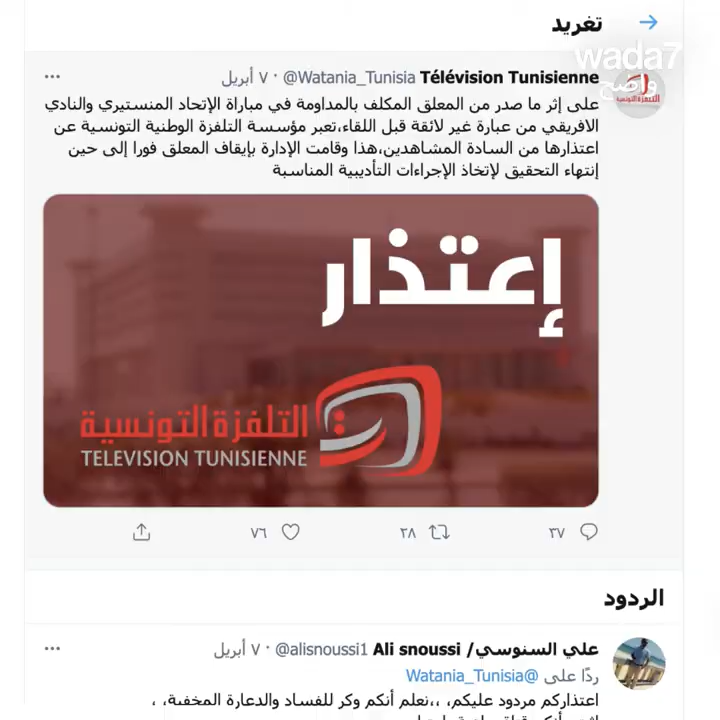 تغريد
wada7
واضح
Télévision Tunisienne @Watania_Tunisia · ٧ أبريل
على إثر ما صدر من المعلق المكلف بالمداومة في مباراة الإتحاد المنستيري والنادي
الافريقي من عبارة غير لائقة قبل اللقاء،تعبر مؤسسة التلفزة الوطنية التونسية عن
اعتذارها من السادة المشاهدين،هذا وقامت الإدارة بإيقاف المعلق فورا إلى حين
إنتهاء التحقيق لإتخاذ الإجراءات التأديبية المناسبة
إعتذار
التلفزة التونسية
TELEVISION TUNISIENNE
٣٧ ٢٨ ٧٦
الردود
علي السنوسي/ Ali snoussi @alisnoussi1 · ٧ أبريل
ردًا على @Watania_Tunisia
اعتذاركم مردود عليكم، ،،نعلم أنكم وكر للفساد والدعارة المخفية، ،